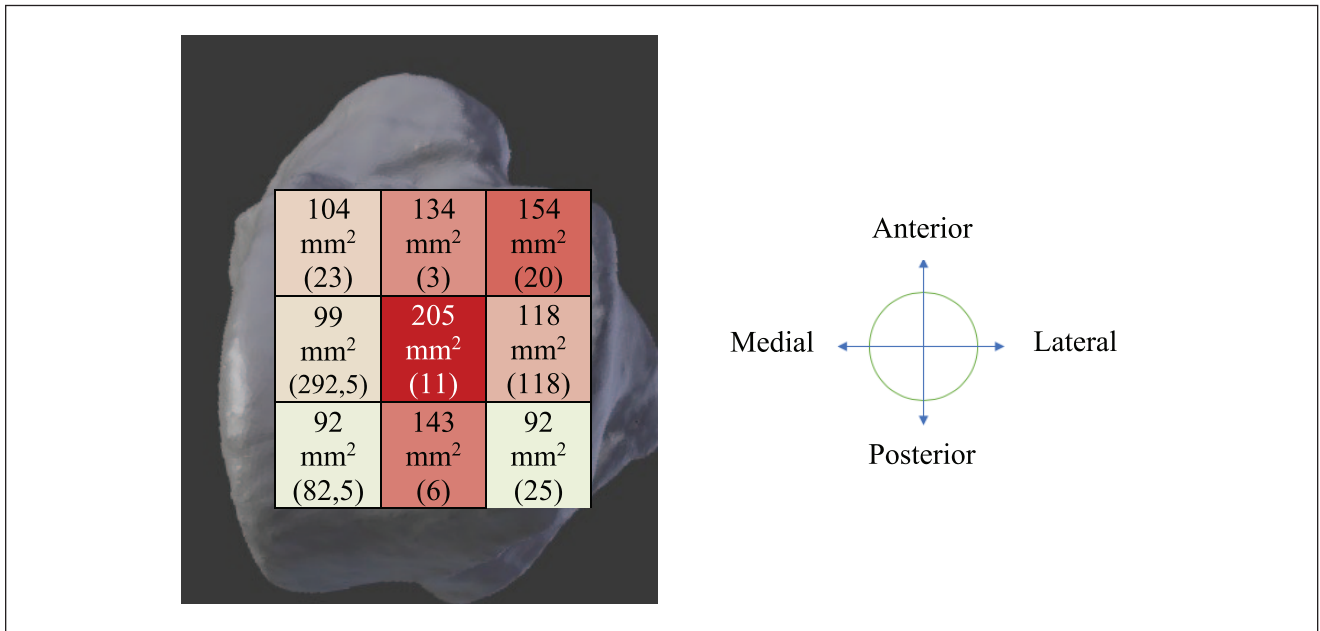 104
mm²
(23)
134
mm²
(3)
154
mm²
(20)
99
mm²
(292,5)
205
mm²
(11)
118
mm²
(118)
92
mm²
(82,5)
143
mm²
(6)
92
mm²
(25)
Anterior
Medial
Lateral
Posterior